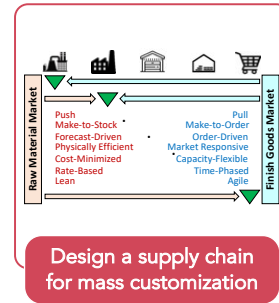 Raw Material Market
Finish Goods Market
Push
Make-to-Stock
Forecast-Driven
Physically Efficient
Cost-Minimized
Rate-Based
Lean
Pull
Make-to-Order
Order-Driven
Market Responsive
Capacity-Flexible
Time-Phased
Agile
Design a supply chain
for mass customization